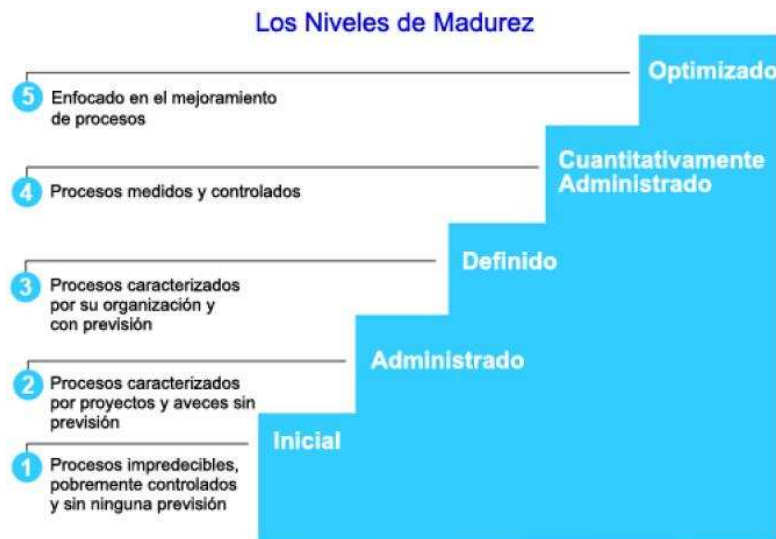 Los Niveles de Madurez
Optimizado
5
Enfocado en el mejoramiento
de procesos
Cuantitativamente
Administrado
4
Procesos medidos y controlados
Definido
3
Procesos caracterizados
por su organización y
con previsión
Administrado
2
Procesos caracterizados
por proyectos y aveces sin
previsión
Inicial
1
Procesos impredecibles,
pobremente controlados
y sin ninguna previsión